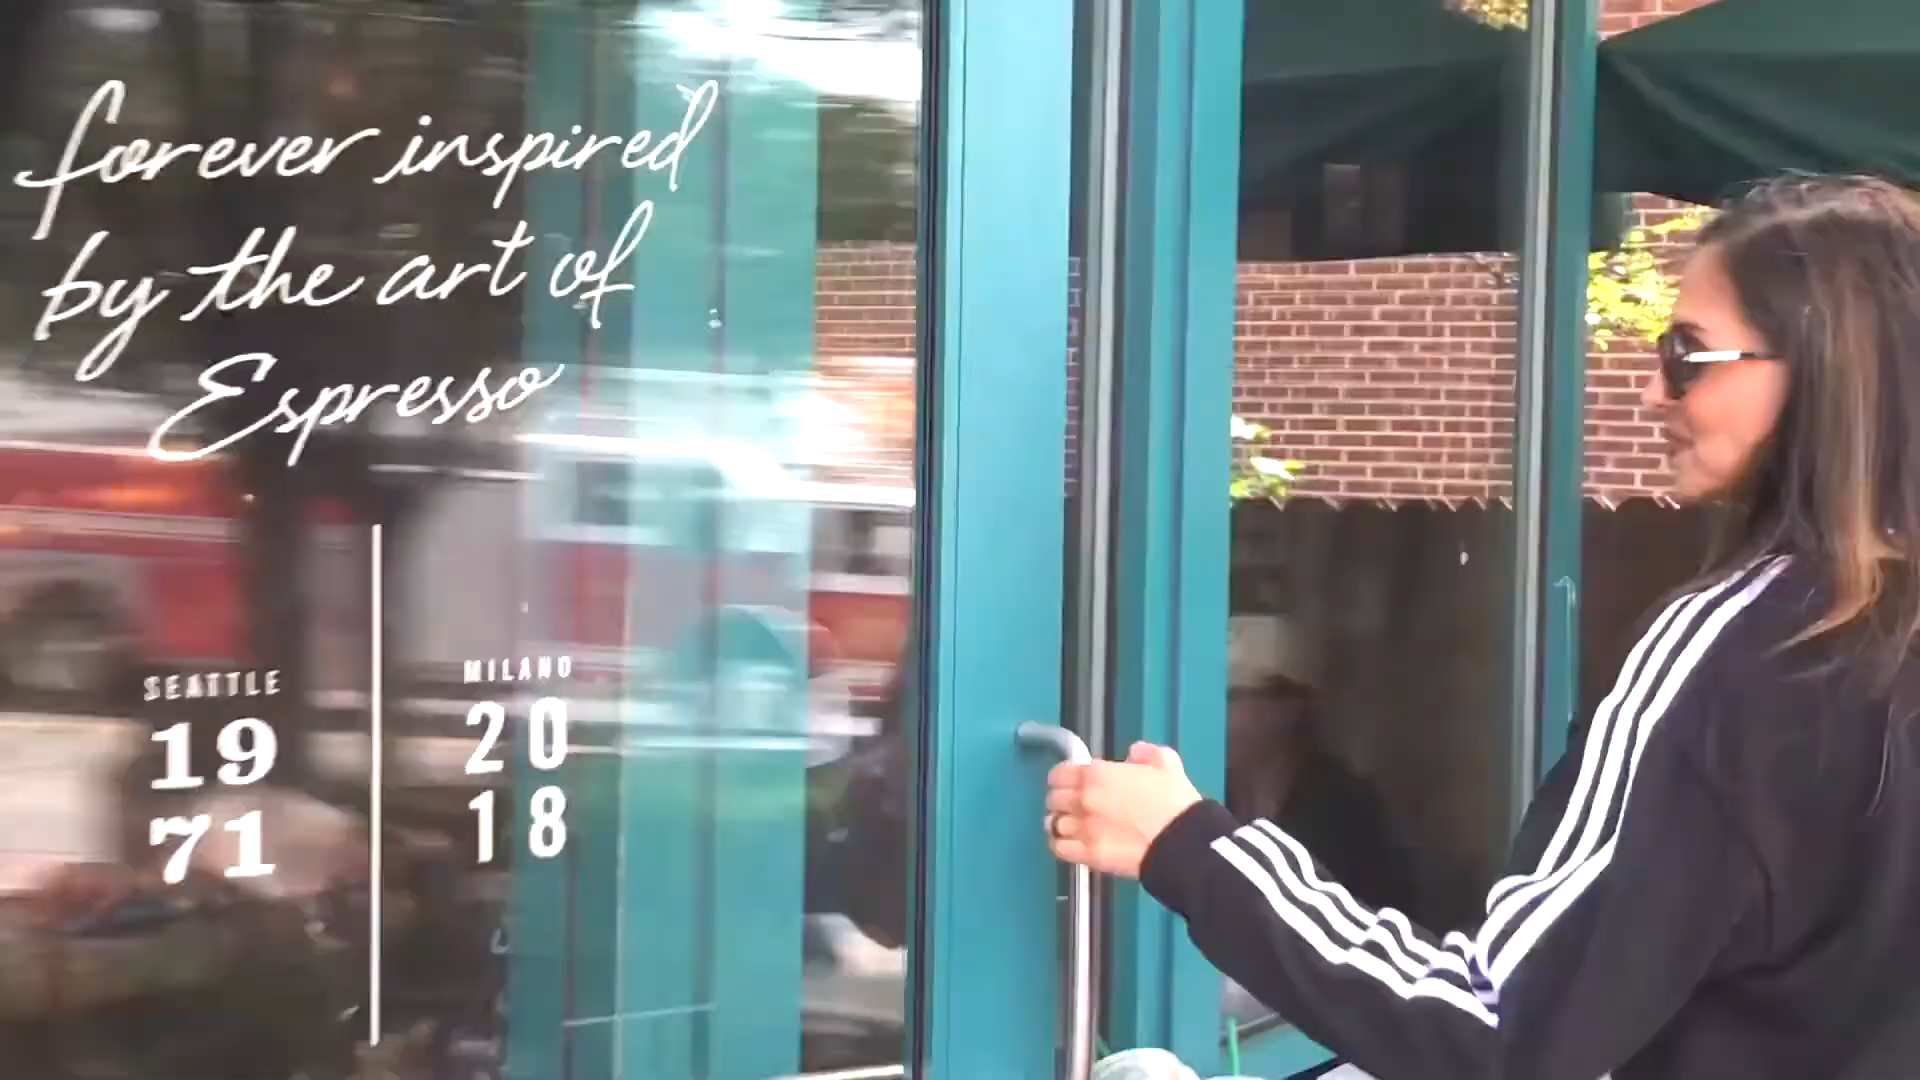 forever inspired
by the art of
Espresso
SEATTLE
19
71
MILANO
20
18